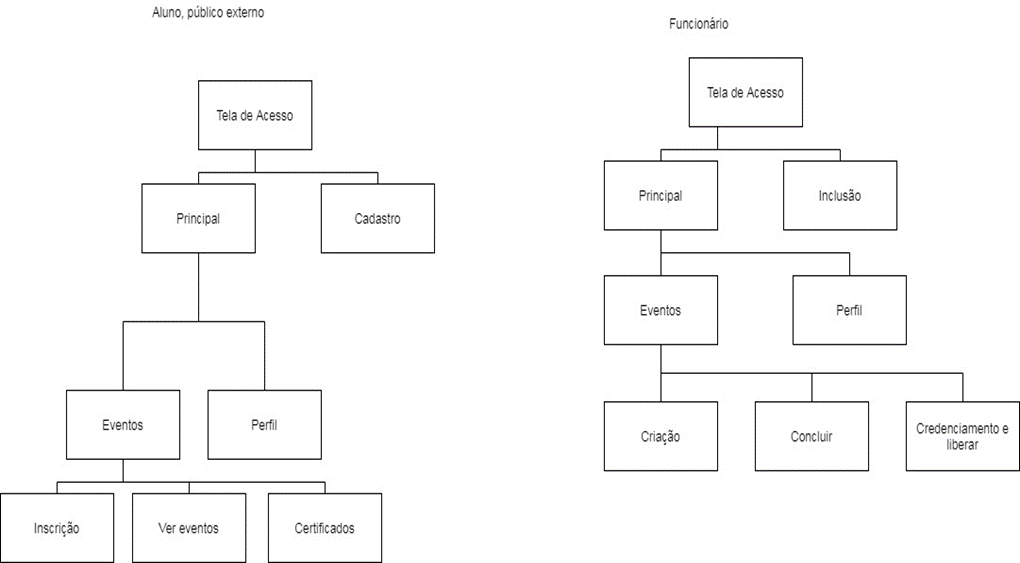 Aluno, público externo
Tela de Acesso
Principal
Cadastro
Eventos
Perfil
Inscrição
Ver eventos
Certificados
Funcionário
Tela de Acesso
Principal
Inclusão
Eventos
Perfil
Criação
Concluir
Credenciamento e
liberar